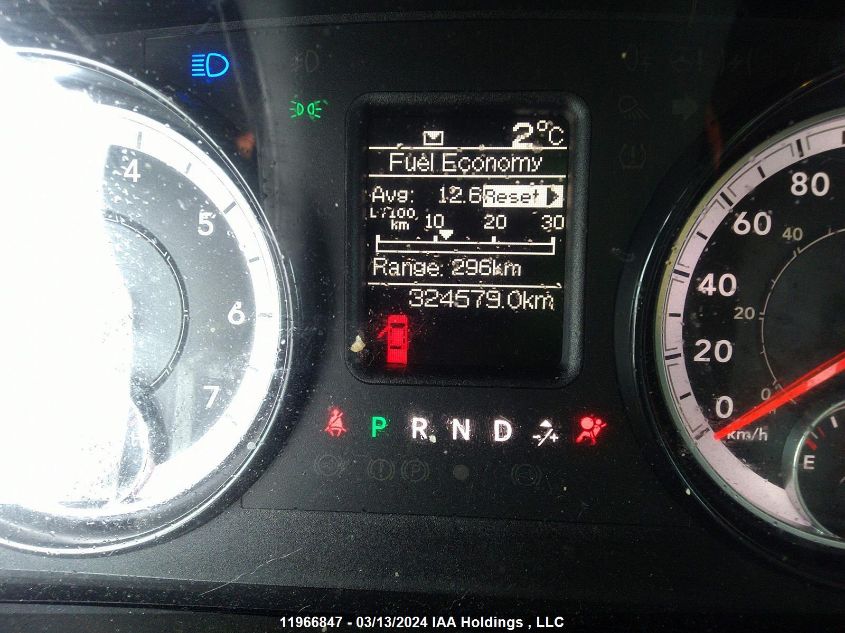 2°C
Fuel Economy
Avg: 12.6 Reset
L/100 km 10 20 30
Range: 296km
324579.0km
P R N D -/+
4
5
6
7
80
60
40
20
0
40
20
0
km/h
E
11966847 - 03/13/2024 IAA Holdings , LLC